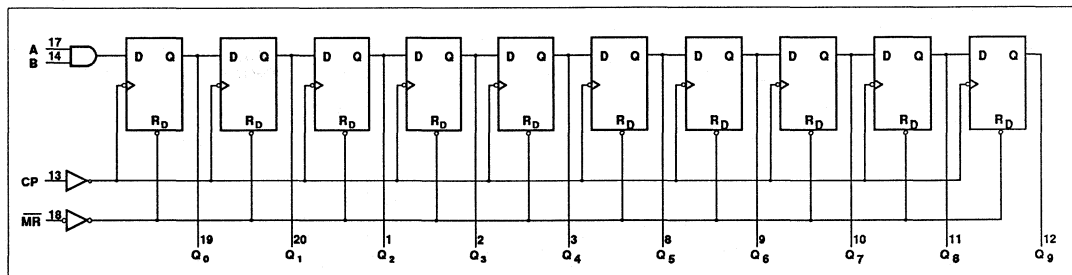 A 17
B 14
D Q D Q D Q D Q D Q D Q D Q D Q D Q D Q
R_D R_D R_D R_D R_D R_D R_D R_D R_D R_D
CP 13
M̅R̅ 18
19 20 1 2 3 8 9 10 11 12
Q₀ Q₁ Q₂ Q₃ Q₄ Q₅ Q₆ Q₇ Q₈ Q₉